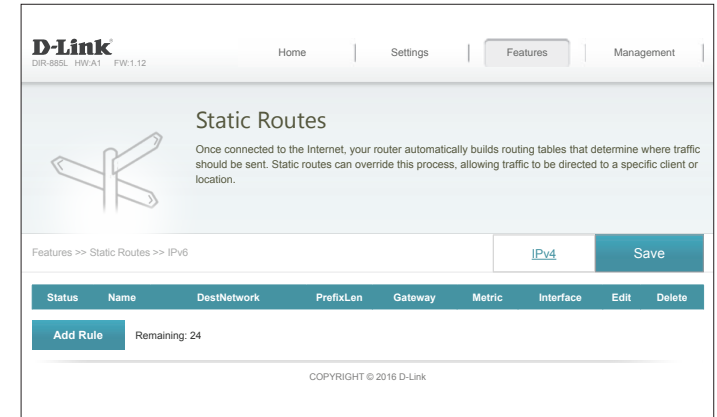 D-Link
DIR-885L HW:A1 FW:1.12
Home
Settings
Features
Management
Static Routes
Once connected to the Internet, your router automatically builds routing tables that determine where traffic
should be sent. Static routes can override this process, allowing traffic to be directed to a specific client or
location.
Features >> Static Routes >> IPv6
IPv4
Save
Status Name DestNetwork PrefixLen Gateway Metric Interface Edit Delete
Add Rule
Remaining: 24
COPYRIGHT © 2016 D-Link